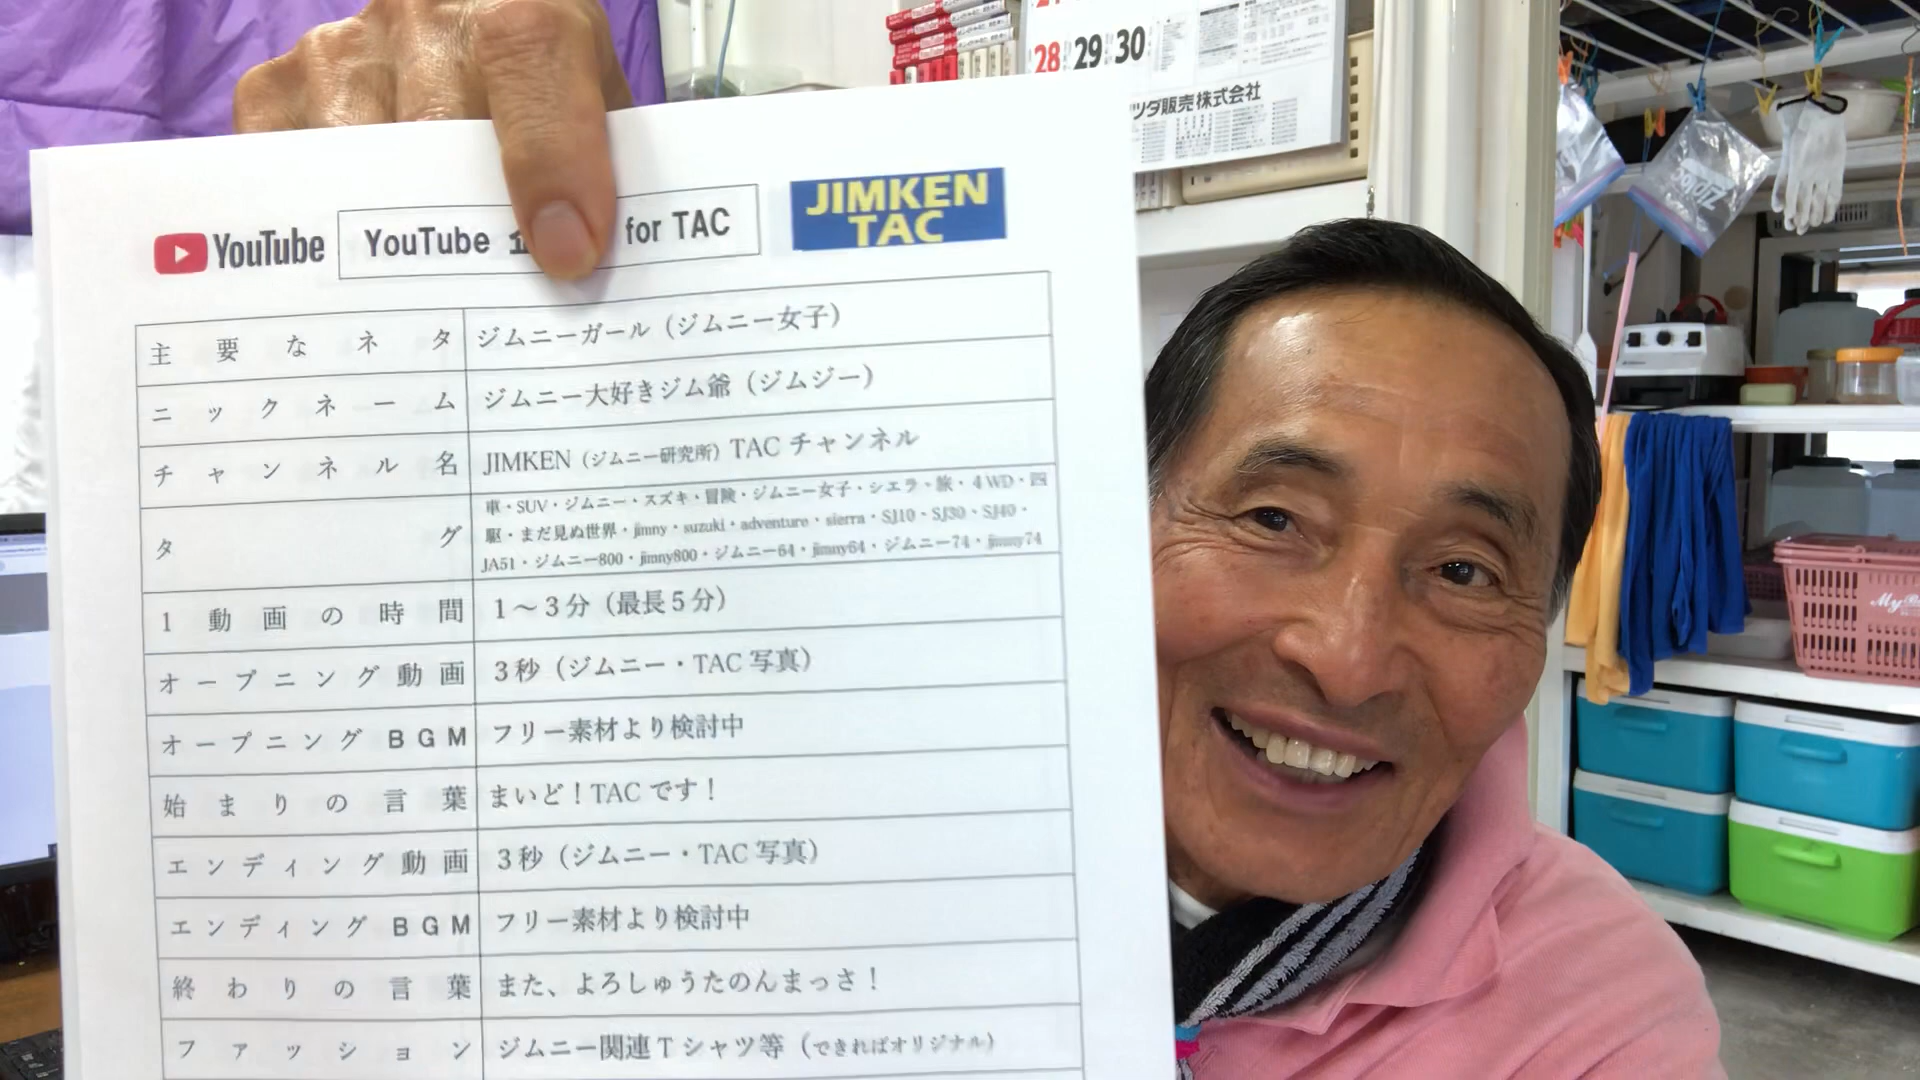 28 29 30
ツダ販売株式会社
YouTube
YouTube for TAC
JIMKEN
TAC
主要なネタ ジムニーガール（ジムニー女子）
ニックネーム ジムニー大好きジム爺（ジムジー）
チャンネル名 JIMKEN（ジムニー研究所）TAC チャンネル
タグ 車・SUV・ジムニー・スズキ・冒険・ジムニー女子・シエラ・旅・４WD・四
駆・まだ見ぬ世界・jimny・suzuki・adventure・sierra・SJ10・SJ30・SJ40・
JA51・ジムニー800・jimny800・ジムニー64・jimny64・ジムニー74・jimny74
１動画の時間 １～３分（最長５分）
オープニング動画 ３秒（ジムニー・TAC 写真）
オープニングＢＧＭ フリー素材より検討中
始まりの言葉 まいど！TAC です！
エンディング動画 ３秒（ジムニー・TAC 写真）
エンディングＢＧＭ フリー素材より検討中
終わりの言葉 また、よろしゅうたのんまっさ！
ファッション ジムニー関連Ｔシャツ等（できればオリジナル）
Ziploc
My